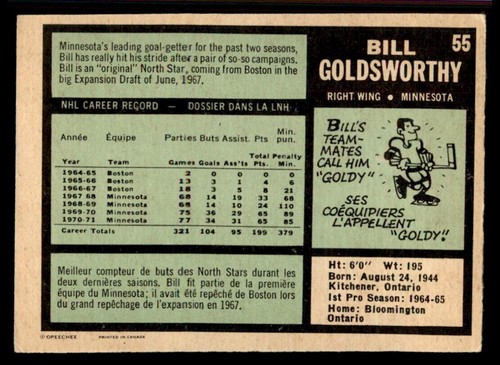 Minnesota's leading goal-getter for the past two seasons,
Bill has really hit his stride after a pair of so-so campaigns.
Bill is an "original" North Star, coming from Boston in the
big Expansion Draft of June, 1967.
55
BILL
GOLDSWORTHY
RIGHT WING • MINNESOTA
NHL CAREER RECORD — DOSSIER DANS LA LNH
Année Équipe Parties Buts Assist. Pts. Min. pun.
Year Team Games Goals Ass'ts Total Pts. Penalty Min.
1964-65 Boston 2 0 0 0 0
1965-66 Boston 13 3 1 4 6
1966-67 Boston 18 3 5 8 21
1967-68 Minnesota 68 14 19 33 68
1968-69 Minnesota 68 14 10 24 110
1969-70 Minnesota 75 36 29 65 89
1970-71 Minnesota 77 34 31 65 85
Career Totals 321 104 95 199 379
BILL'S
TEAM-
MATES
CALL HIM
"GOLDY"
SES
COÉQUIPIERS
L'APPELLENT
"GOLDY!"
Meilleur compteur de buts des North Stars durant les
deux dernières saisons. Bill fit partie de la première
équipe du Minnesota; il avait été repêché de Boston lors
du grand repêchage de l'expansion en 1967.
Ht: 6'0" Wt: 195
Born: August 24, 1944
Kitchener, Ontario
1st Pro Season: 1964-65
Home: Bloomington
Ontario
© O-PEE-CHEE PRINTED IN CANADA